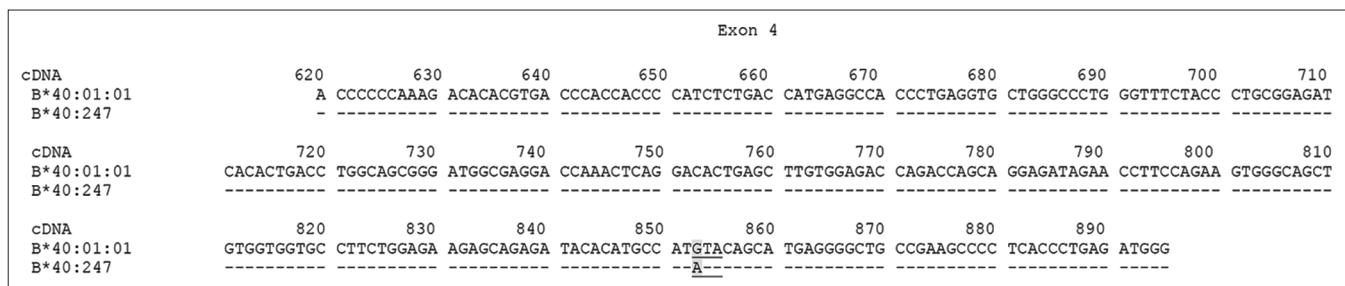 Exon 4
cDNA 620 630 640 650 660 670 680 690 700 710
B*40:01:01 A CCCCCCAAAG ACACACGTGA CCCACCACCC CATCTCTGAC CATGAGGCCA CCCTGAGGTG CTGGGCCCTG GGTTTCTACC CTGCGGAGAT
B*40:247 - ---------- ---------- ---------- ---------- ---------- ---------- ---------- ---------- ----------
cDNA 720 730 740 750 760 770 780 790 800 810
B*40:01:01 CACACTGACC TGGCAGCGGG ATGGCGAGGA CCAAACTCAG GACACTGAGC TTGTGGAGAC CAGACCAGCA GGAGATAGAA CCTTCCAGAA GTGGGCAGCT
B*40:247 ---------- ---------- ---------- ---------- ---------- ---------- ---------- ---------- ---------- ----------
cDNA 820 830 840 850 860 870 880 890
B*40:01:01 GTGGTGGTGC CTTCTGGAGA AGAGCAGAGA TACACATGCC ATGTACAGCA TGAGGGGCTG CCGAAGCCCC TCACCCTGAG ATGGG
B*40:247 ---------- ---------- ---------- ---------- --A------- ---------- ---------- ---------- -----